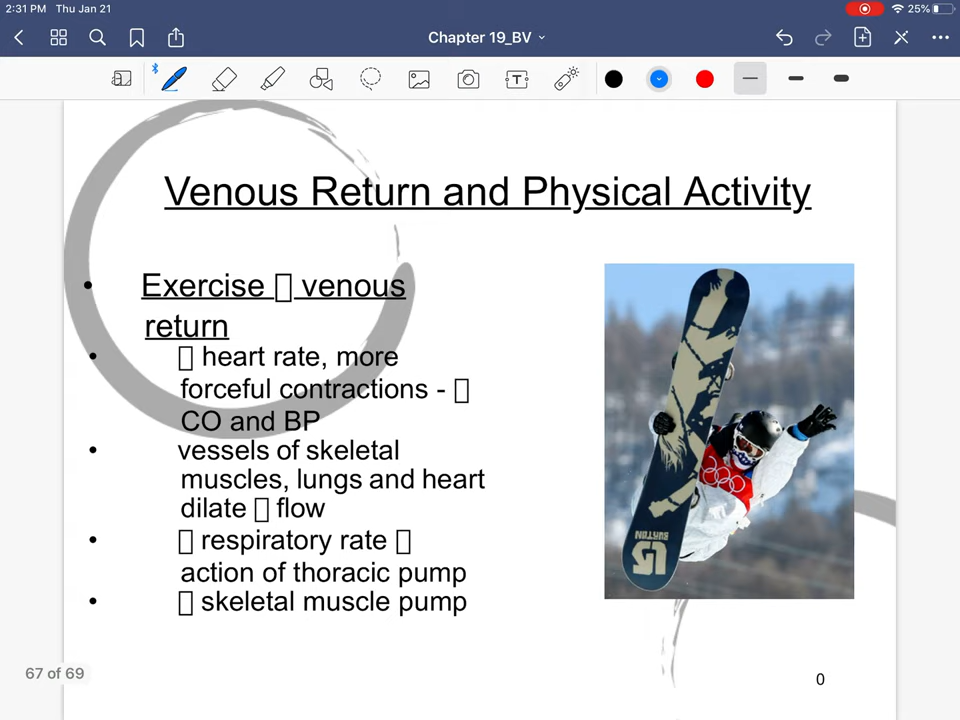 2:31 PM Thu Jan 21
25%
Chapter 19_BV
T
Venous Return and Physical Activity
• Exercise ▯ venous
return
• ▯ heart rate, more
forceful contractions - ▯
CO and BP
• vessels of skeletal
muscles, lungs and heart
dilate ▯ flow
• ▯ respiratory rate ▯
action of thoracic pump
• ▯ skeletal muscle pump
BURTON
67 of 69
0